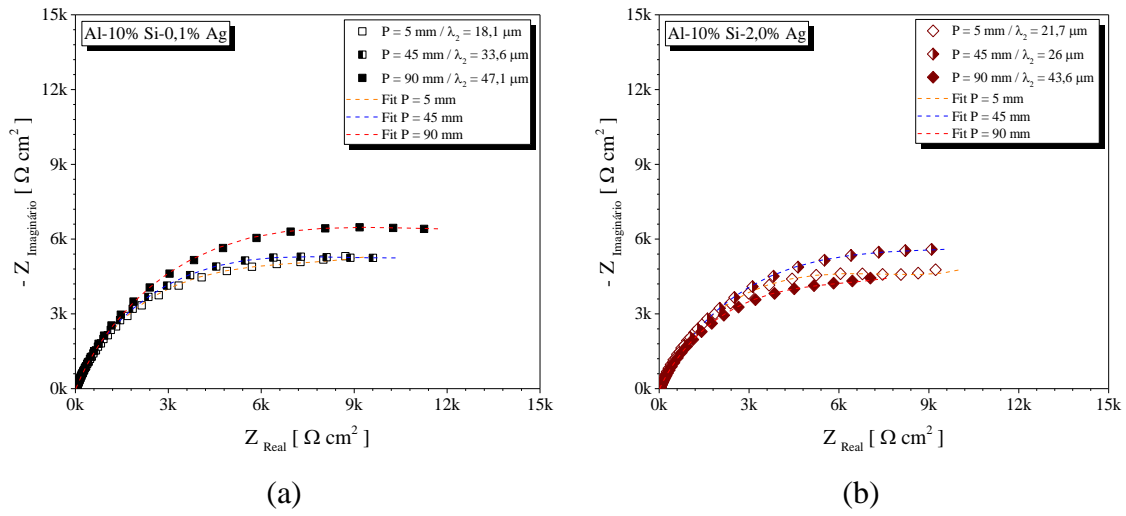 Al-10% Si-0,1% Ag
P = 5 mm / λ2 = 18,1 μm
P = 45 mm / λ2 = 33,6 μm
P = 90 mm / λ2 = 47,1 μm
Fit P = 5 mm
Fit P = 45 mm
Fit P = 90 mm
15k
12k
9k
6k
3k
0k
- Z Imaginário [ Ω cm2 ]
0k 3k 6k 9k 12k 15k
Z Real [ Ω cm2 ]
(a)
Al-10% Si-2,0% Ag
P = 5 mm / λ2 = 21,7 μm
P = 45 mm / λ2 = 26 μm
P = 90 mm / λ2 = 43,6 μm
Fit P = 5 mm
Fit P = 45 mm
Fit P = 90 mm
15k
12k
9k
6k
3k
0k
- Z Imaginário [ Ω cm2 ]
0k 3k 6k 9k 12k 15k
Z Real [ Ω cm2 ]
(b)